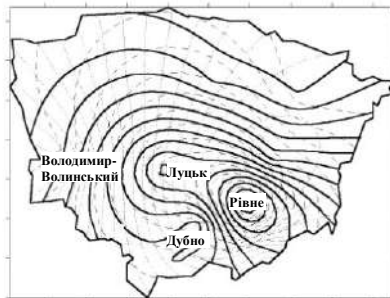 Володимир-
Волинський
Луцьк
Рівне
Дубно